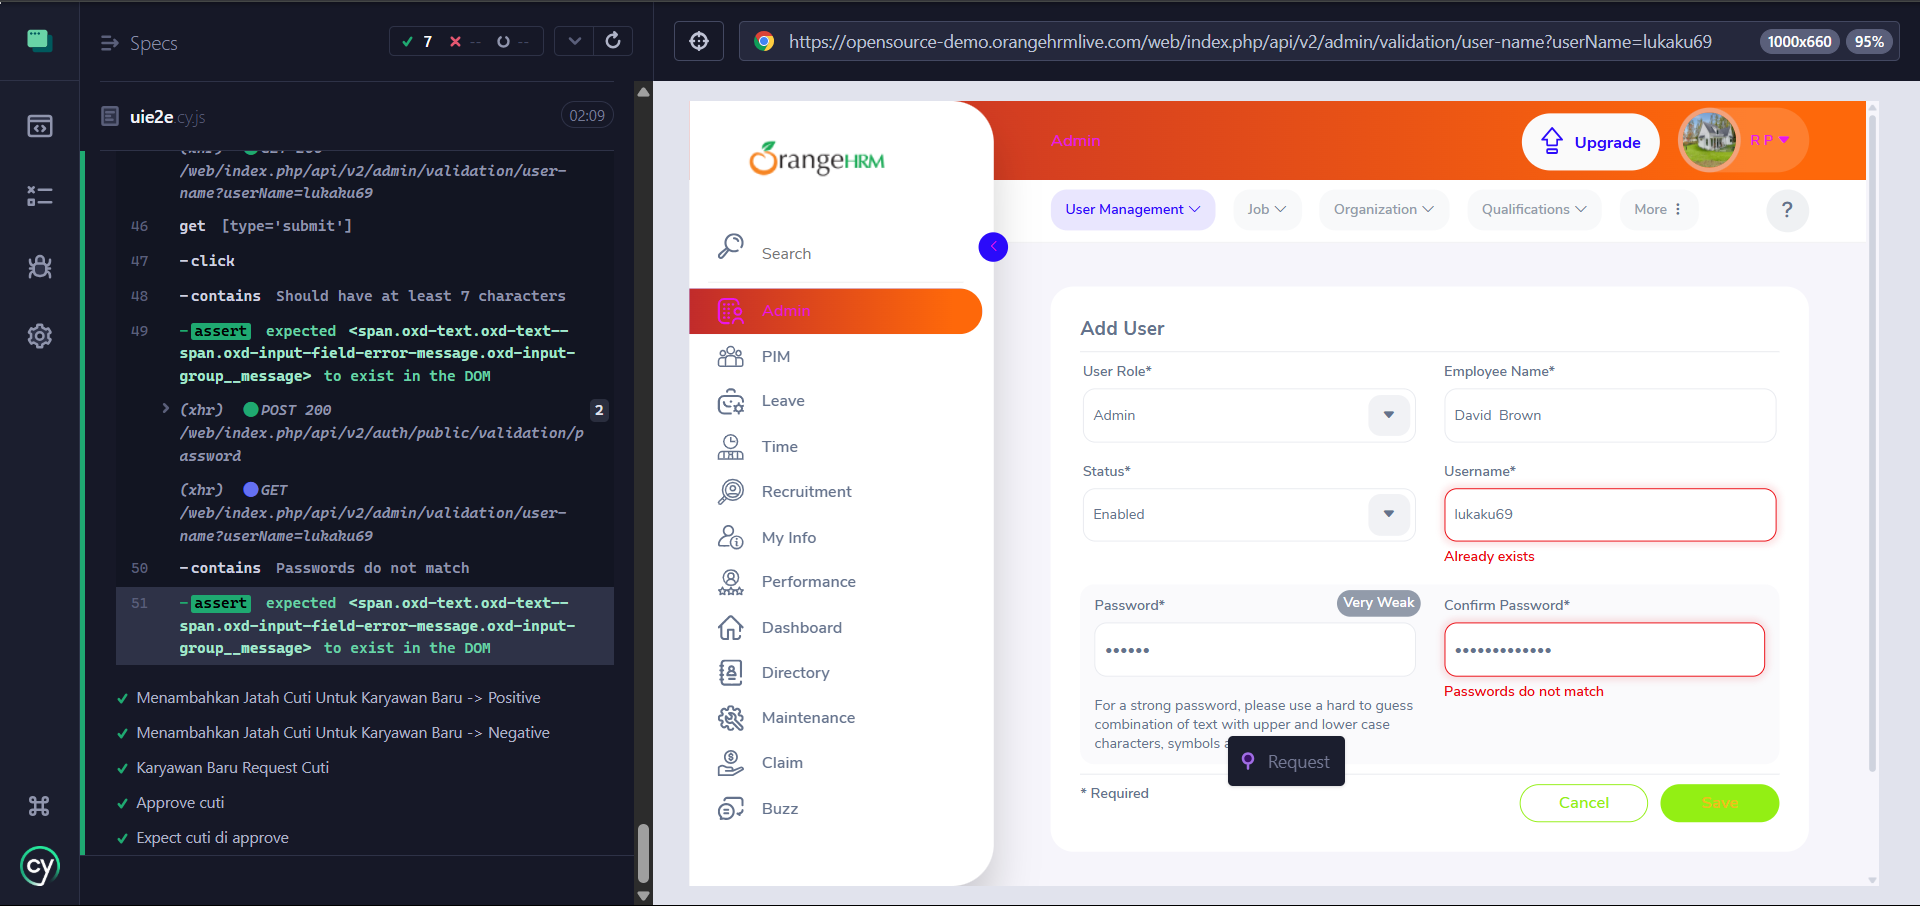 Specs
7
--
--
https://opensource-demo.orangehrmlive.com/web/index.php/api/v2/admin/validation/user-name?userName=lukaku69
1000x660
95%
uie2e.cy.js
02:09
(xhr) GET 200
/web/index.php/api/v2/admin/validation/user-
name?userName=lukaku69
46 get [type='submit']
47 -click
48 -contains Should have at least 7 characters
49 -assert expected <span.oxd-text.oxd-text--
span.oxd-input-field-error-message.oxd-input-
group__message> to exist in the DOM
(xhr) POST 200 2
/web/index.php/api/v2/auth/public/validation/p
assword
(xhr) GET
/web/index.php/api/v2/admin/validation/user-
name?userName=lukaku69
50 -contains Passwords do not match
51 -assert expected <span.oxd-text.oxd-text--
span.oxd-input-field-error-message.oxd-input-
group__message> to exist in the DOM
Menambahkan Jatah Cuti Untuk Karyawan Baru -> Positive
Menambahkan Jatah Cuti Untuk Karyawan Baru -> Negative
Karyawan Baru Request Cuti
Approve cuti
Expect cuti di approve
cy
OrangeHRM
Search
Admin
PIM
Leave
Time
Recruitment
My Info
Performance
Dashboard
Directory
Maintenance
Claim
Buzz
Admin
Upgrade
R P
User Management
Job
Organization
Qualifications
More
?
Add User
User Role*
Employee Name*
Admin
David Brown
Status*
Username*
Enabled
lukaku69
Already exists
Password*
Very Weak
Confirm Password*
••••••
•••••••••••••
Passwords do not match
For a strong password, please use a hard to guess
combination of text with upper and lower case
characters, symbols
Request
* Required
Cancel
Save